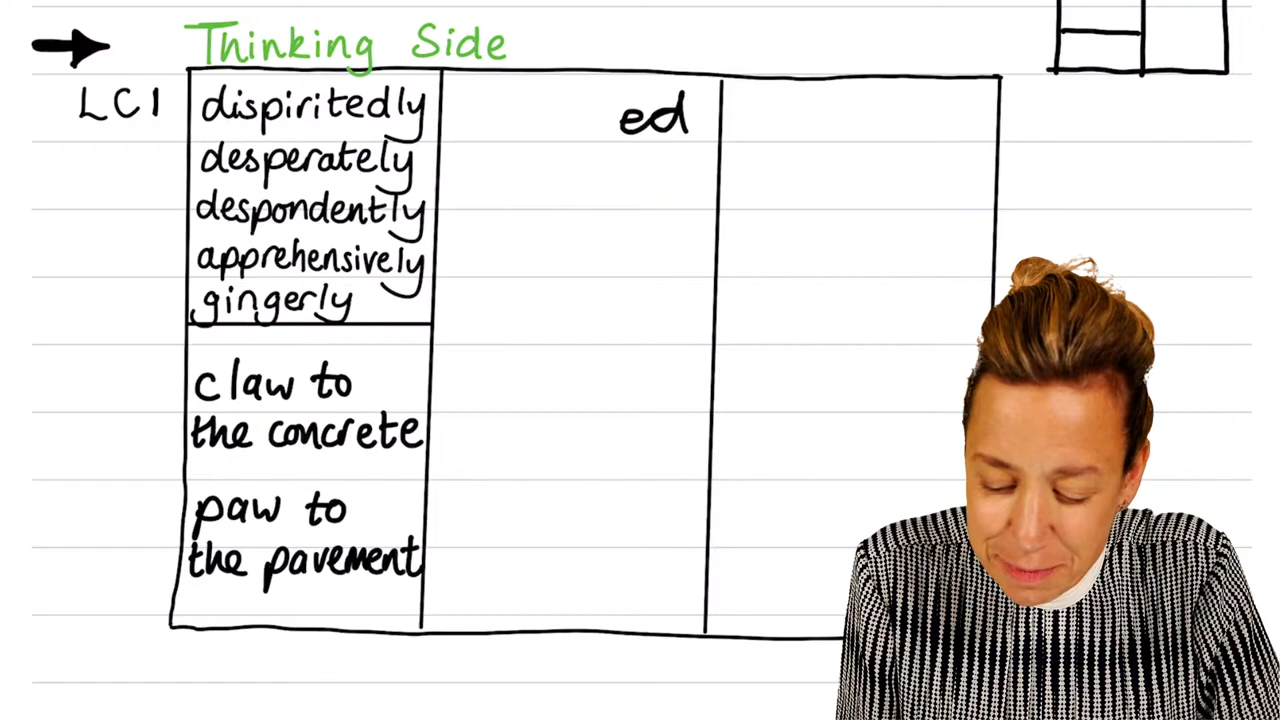 Thinking Side
LC1
dispiritedly
ed
desperately
despondently
apprehensively
gingerly
claw to
the concrete
paw to
the pavement